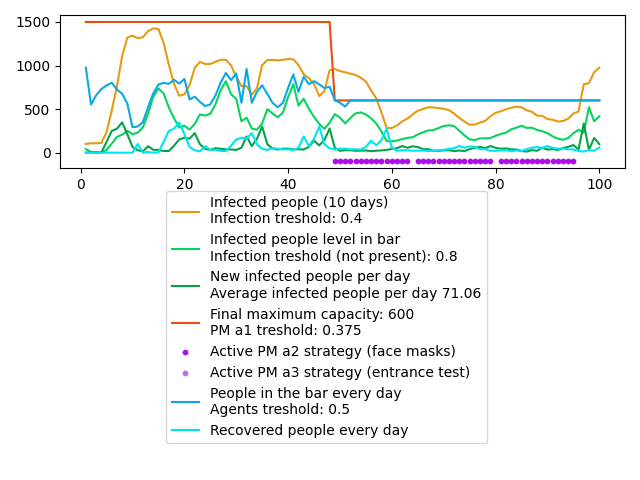 1500
1000
500
0
0
20
40
60
80
100
Infected people (10 days)
Infection treshold: 0.4
Infected people level in bar
Infection treshold (not present): 0.8
New infected people per day
Average infected people per day 71.06
Final maximum capacity: 600
PM a1 treshold: 0.375
Active PM a2 strategy (face masks)
Active PM a3 strategy (entrance test)
People in the bar every day
Agents treshold: 0.5
Recovered people every day